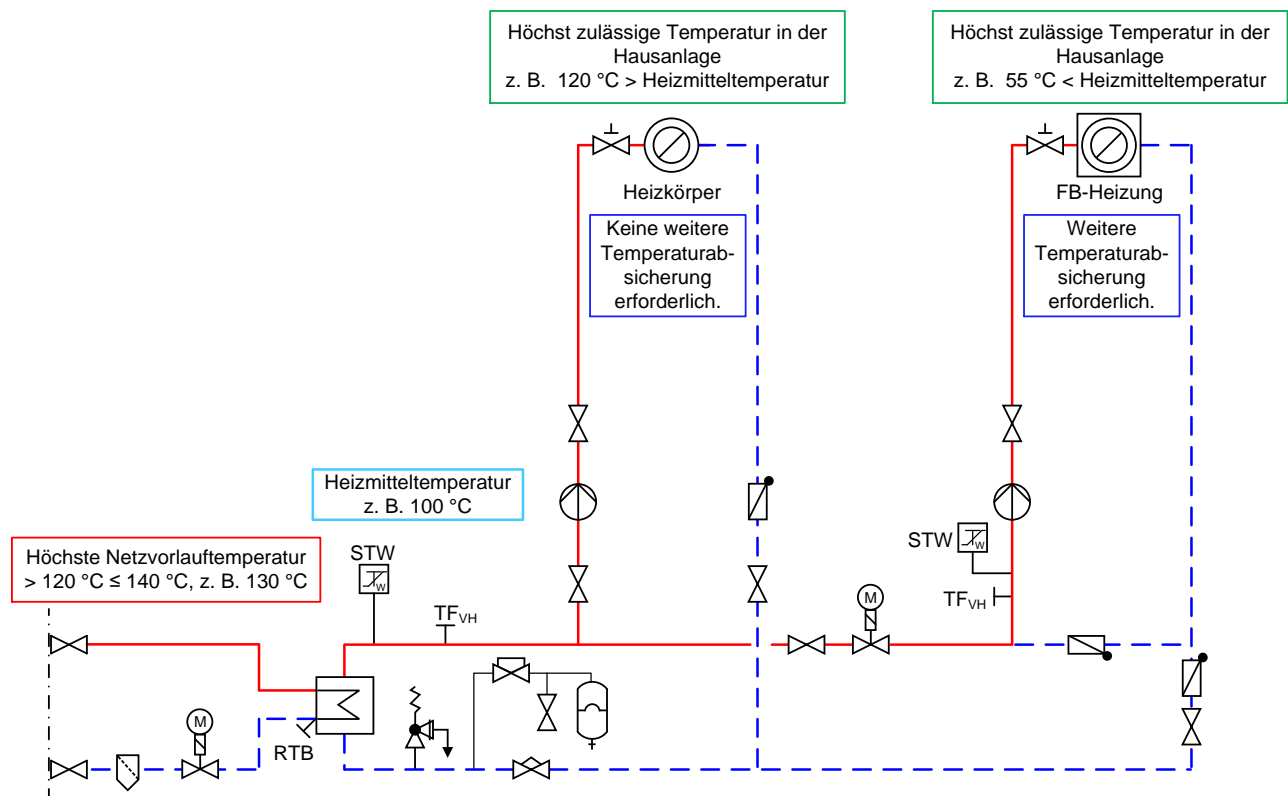 Höchst zulässige Temperatur in der
Hausanlage
z. B.  120 °C > Heizmitteltemperatur
Höchst zulässige Temperatur in der
Hausanlage
z. B.  55 °C < Heizmitteltemperatur
Heizkörper
FB-Heizung
Keine weitere
Temperaturab-
sicherung
erforderlich.
Weitere
Temperaturab-
sicherung
erforderlich.
Heizmitteltemperatur
z. B. 100 °C
Höchste Netzvorlauftemperatur
> 120 °C ≤ 140 °C, z. B. 130 °C
STW
W
STW
W
TFVH
TFVH
M
M
RTB